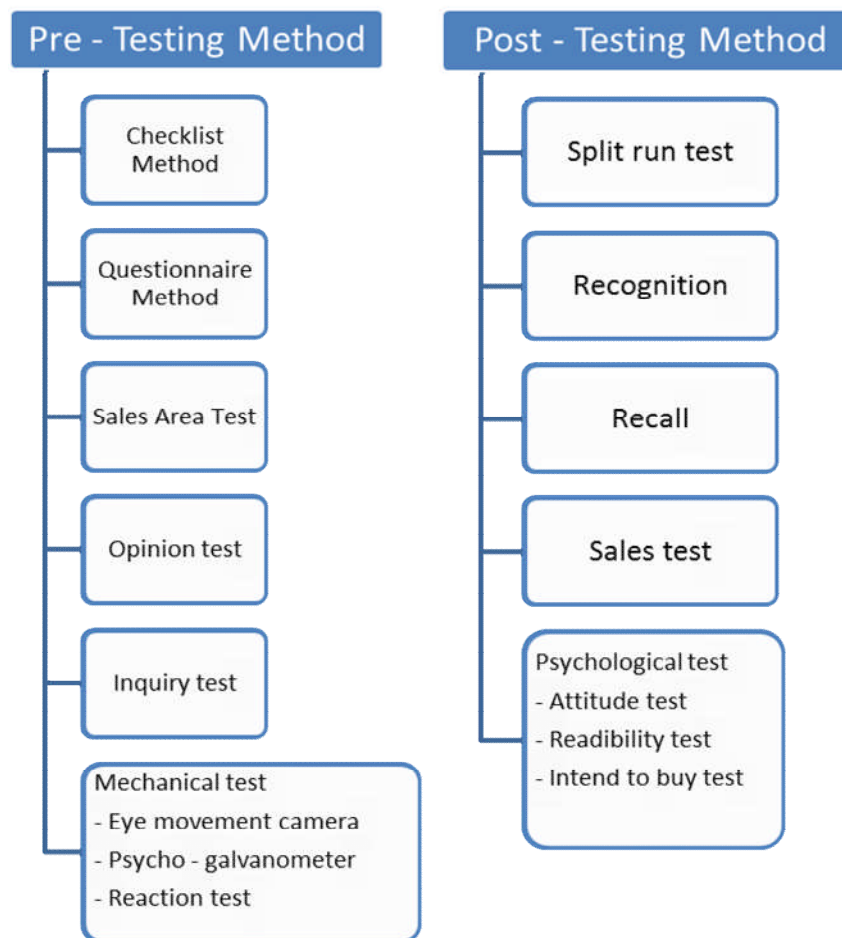 Pre - Testing Method
Checklist
Method
Questionnaire
Method
Sales Area Test
Opinion test
Inquiry test
Mechanical test
- Eye movement camera
- Psycho - galvanometer
- Reaction test
Post - Testing Method
Split run test
Recognition
Recall
Sales test
Psychological test
- Attitude test
- Readibility test
- Intend to buy test